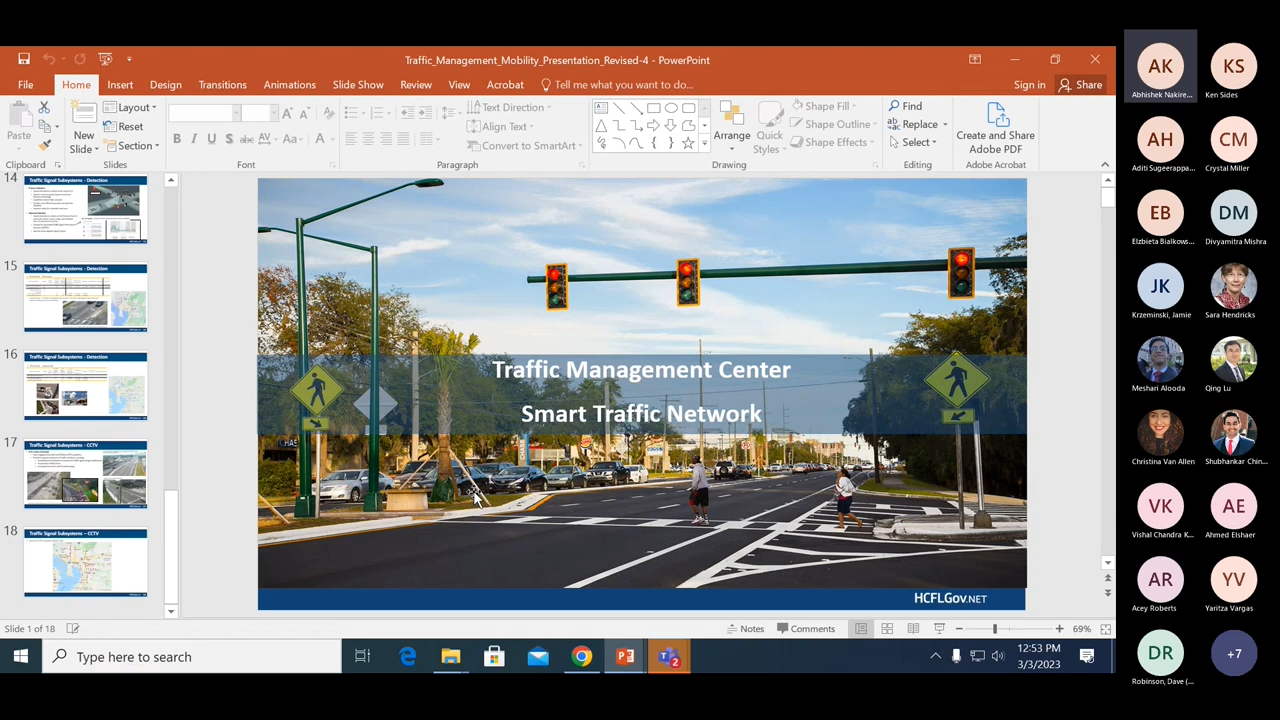 Traffic_Management_Mobility_Presentation_Revised-4 - PowerPoint
File Home Insert Design Transitions Animations Slide Show Review View Acrobat Tell me what you want to do... Sign in Share
Paste
Clipboard
New Slide
Layout
Reset
Section
Slides
B I U S abc AV Aa A
Font
Text Direction
Align Text
Convert to SmartArt
Paragraph
Arrange
Quick Styles
Shape Fill
Shape Outline
Shape Effects
Drawing
Find
Replace
Select
Editing
Create and Share Adobe PDF
Adobe Acrobat
14
Traffic Signal Subsystems - Detection
15
Traffic Signal Subsystems - Detection
16
Traffic Signal Subsystems - Detection
17
Traffic Signal Subsystems - CCTV
18
Traffic Signal Subsystems – CCTV
Traffic Management Center
Smart Traffic Network
HCFLGov.NET
Slide 1 of 18
Notes Comments 69%
Type here to search
12:53 PM
3/3/2023
AK
Abhishek Nakire...
KS
Ken Sides
AH
Aditi Sugeerappa...
CM
Crystal Miller
EB
Elzbieta Bialkows...
DM
Divyamitra Mishra
JK
Krzeminski, Jamie
Sara Hendricks
Meshari Alooda
Qing Lu
Christina Van Allen
Shubhankar Chin...
VK
Vishal Chandra K...
AE
Ahmed Elshaer
AR
Acey Roberts
YV
Yaritza Vargas
DR
Robinson, Dave (...
+7